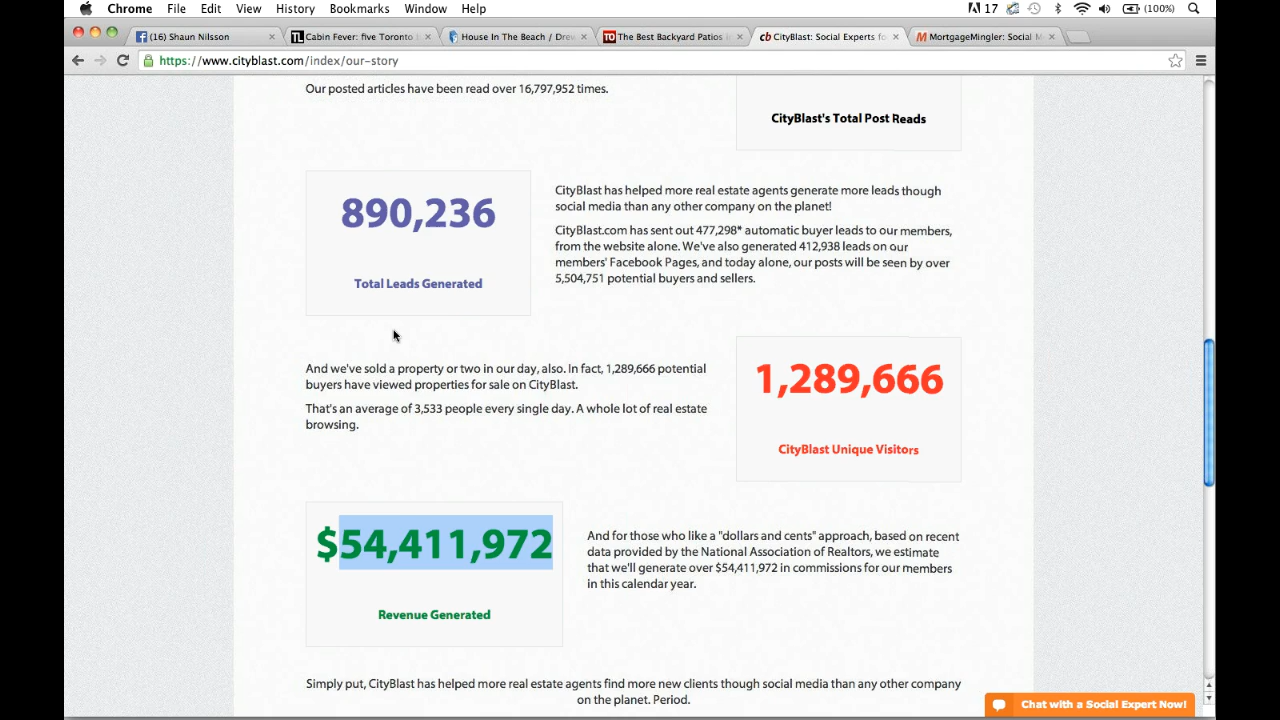 Chrome File Edit View History Bookmarks Window Help 17 (100%)
(16) Shaun Nilsson
Cabin Fever: five Toronto
House In The Beach / Drew
The Best Backyard Patios i
cb CityBlast: Social Experts fo
MortgageMingler: Social M
https://www.cityblast.com/index/our-story
Our posted articles have been read over 16,797,952 times.
CityBlast's Total Post Reads
890,236
Total Leads Generated
CityBlast has helped more real estate agents generate more leads though
social media than any other company on the planet!
CityBlast.com has sent out 477,298* automatic buyer leads to our members,
from the website alone. We've also generated 412,938 leads on our
members' Facebook Pages, and today alone, our posts will be seen by over
5,504,751 potential buyers and sellers.
And we've sold a property or two in our day, also. In fact, 1,289,666 potential
buyers have viewed properties for sale on CityBlast.
That's an average of 3,533 people every single day. A whole lot of real estate
browsing.
1,289,666
CityBlast Unique Visitors
$54,411,972
Revenue Generated
And for those who like a "dollars and cents" approach, based on recent
data provided by the National Association of Realtors, we estimate
that we'll generate over $54,411,972 in commissions for our members
in this calendar year.
Simply put, CityBlast has helped more real estate agents find more new clients though social media than any other company
on the planet. Period.
Chat with a Social Expert Now!